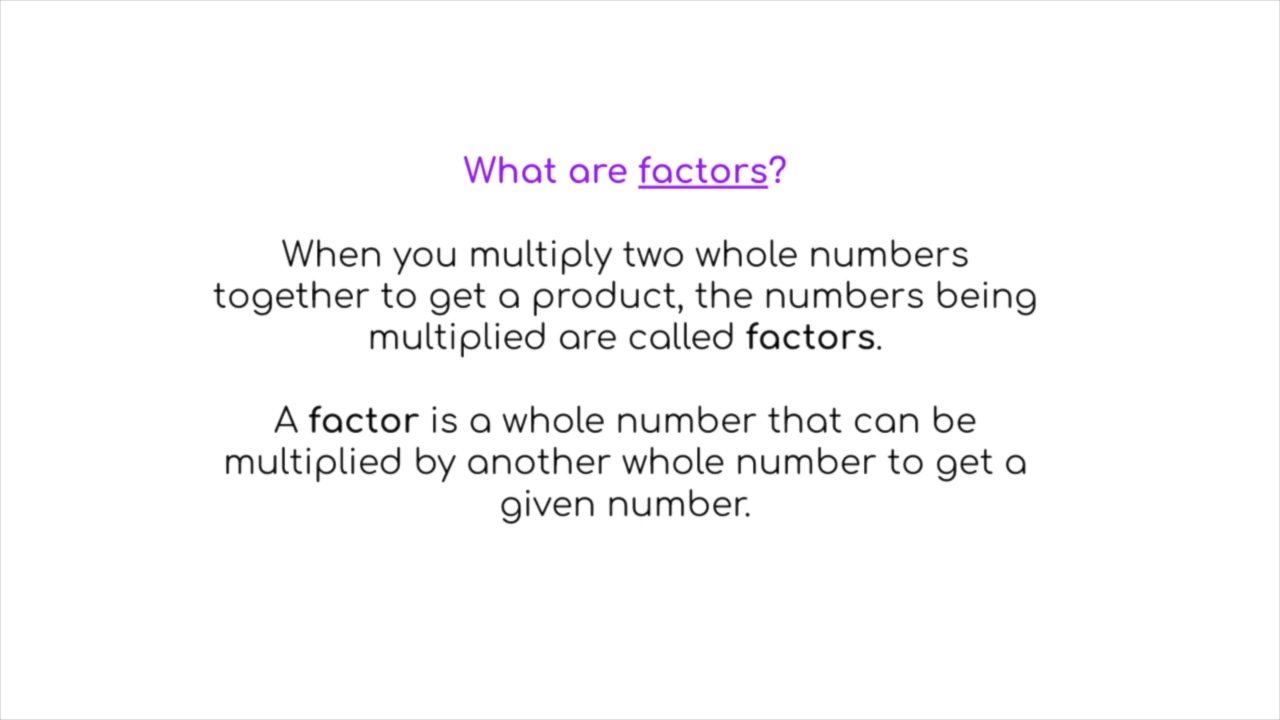 What are factors?
When you multiply two whole numbers
together to get a product, the numbers being
multiplied are called factors.
A factor is a whole number that can be
multiplied by another whole number to get a
given number.